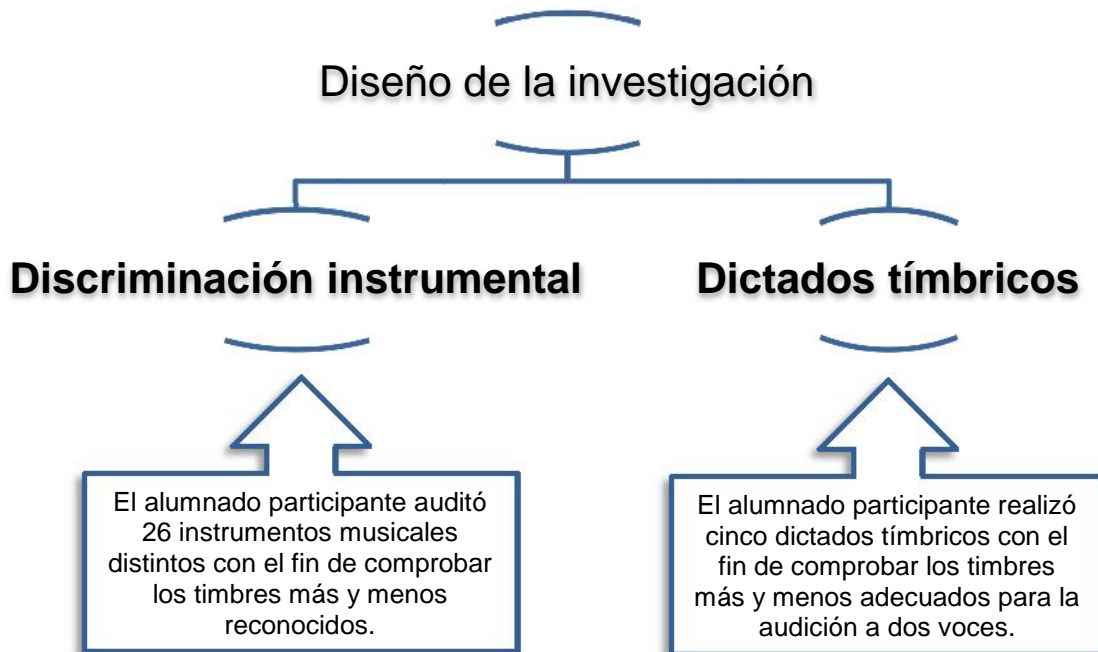 Diseño de la investigación
Discriminación instrumental
Dictados tímbricos
El alumnado participante auditó
26 instrumentos musicales
distintos con el fin de comprobar
los timbres más y menos
reconocidos.
El alumnado participante realizó
cinco dictados tímbricos con el
fin de comprobar los timbres
más y menos adecuados para la
audición a dos voces.